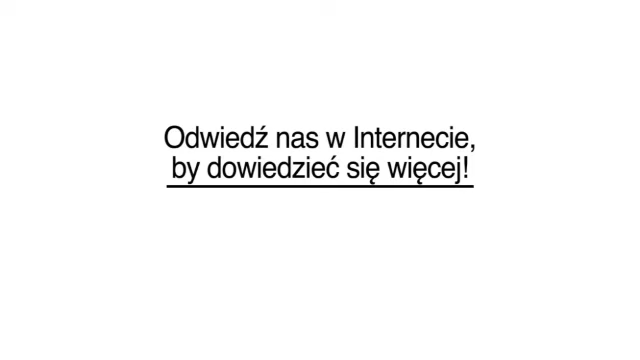 Odwiedź nas w Internecie,
by dowiedzieć się więcej!